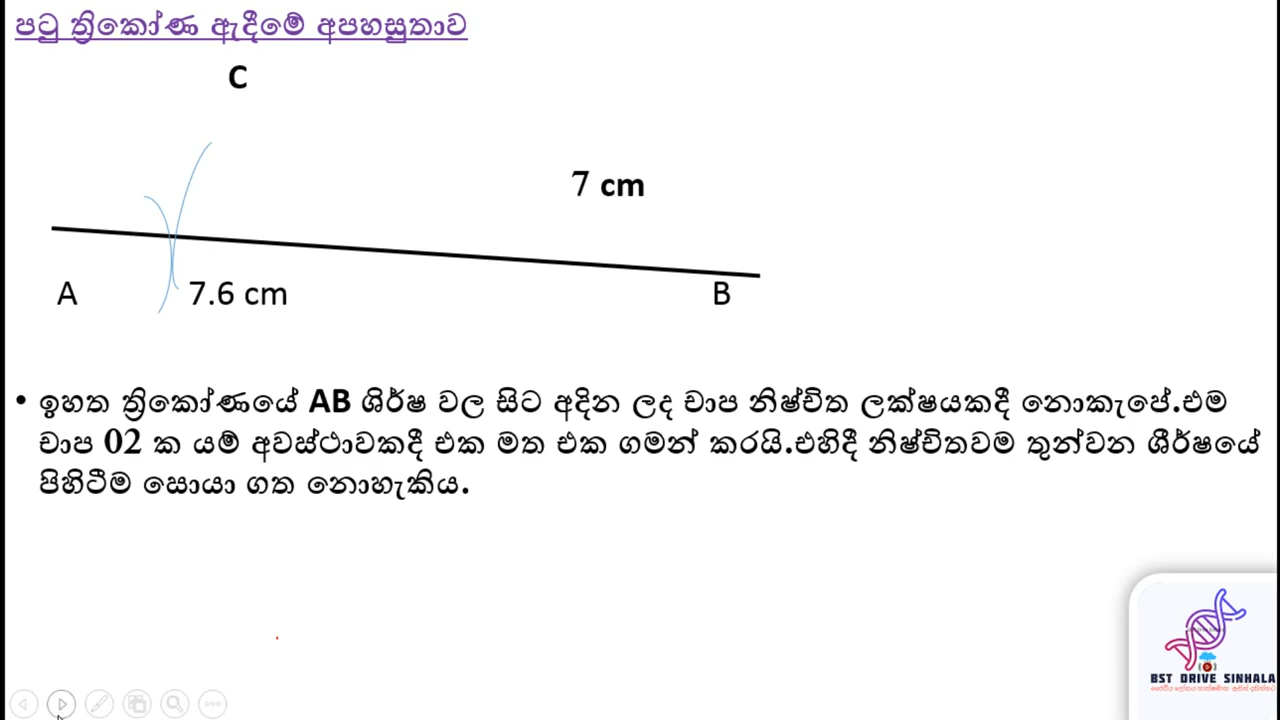 පටු ත්‍රිකෝණ ඇදීමේ අපහසුතාව
C
7 cm
A
7.6 cm
B
• ඉහත ත්‍රිකෝණයේ AB ශිර්ෂ වල සිට අදින ලද චාප නිෂ්චිත ලක්ෂයකදී නොකැපේ.එම
චාප 02 ක යම් අවස්ථාවකදී එක මත එක ගමන් කරයි.එහිදී නිෂ්චිතවම තුන්වන ශීර්ෂයේ
පිහිටීම සොයා ගත නොහැකිය.
BST DRIVE SINHALA